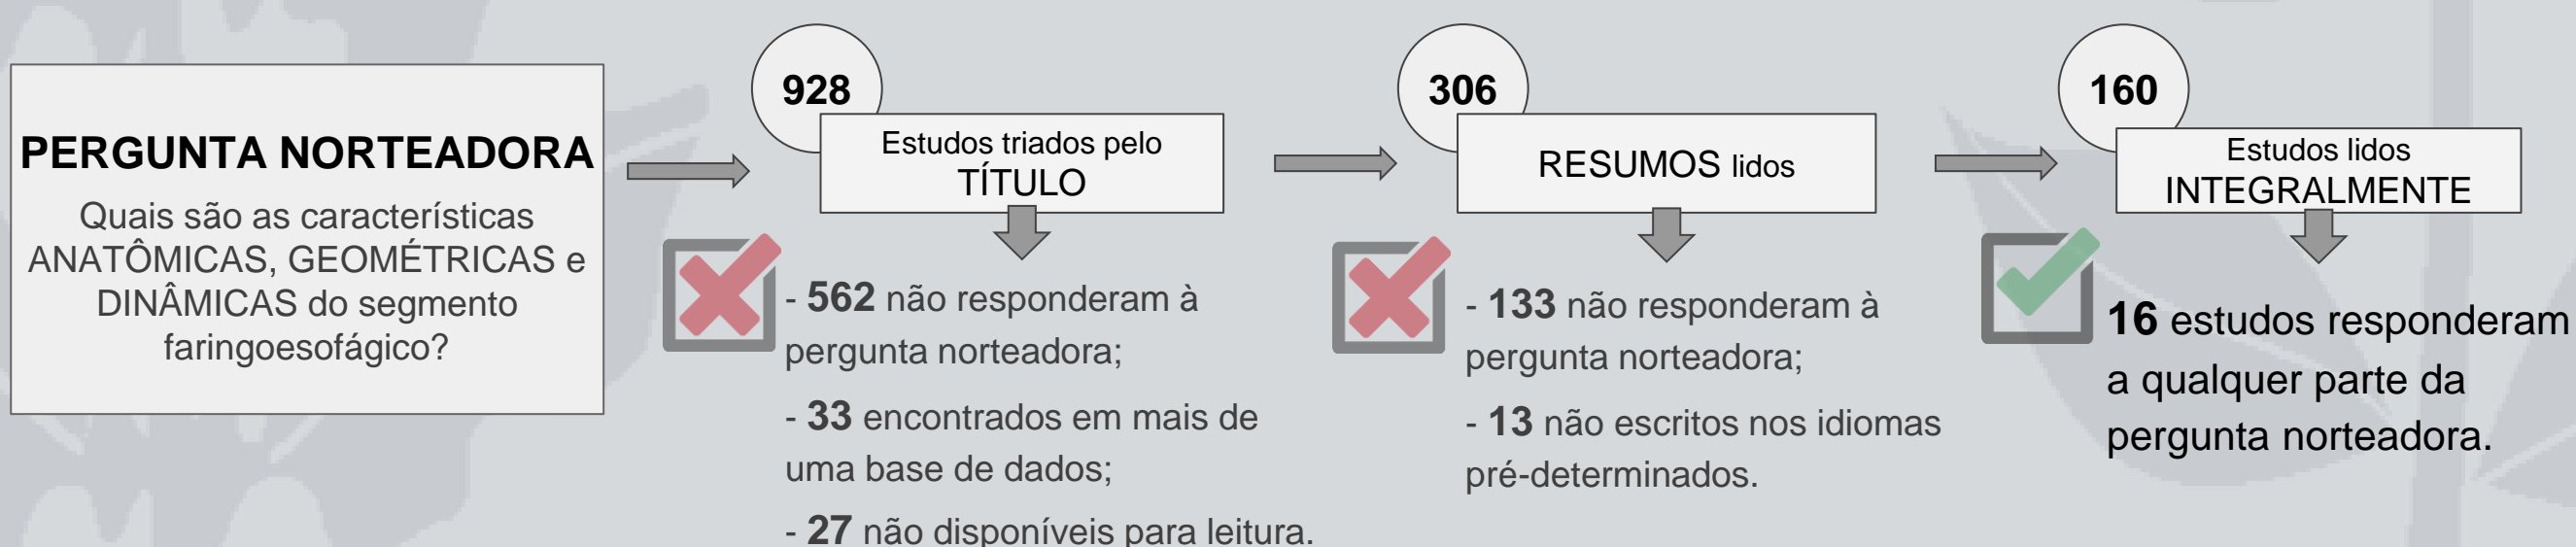 PERGUNTA NORTEADORA
Quais são as características
ANATÔMICAS, GEOMÉTRICAS e
DINÂMICAS do segmento
faringoesofágico?
928
Estudos triados pelo
TÍTULO
- 562 não responderam à
pergunta norteadora;
- 33 encontrados em mais de
uma base de dados;
- 27 não disponíveis para leitura.
306
RESUMOS lidos
- 133 não responderam à
pergunta norteadora;
- 13 não escritos nos idiomas
pré-determinados.
160
Estudos lidos
INTEGRALMENTE
16 estudos responderam
a qualquer parte da
pergunta norteadora.